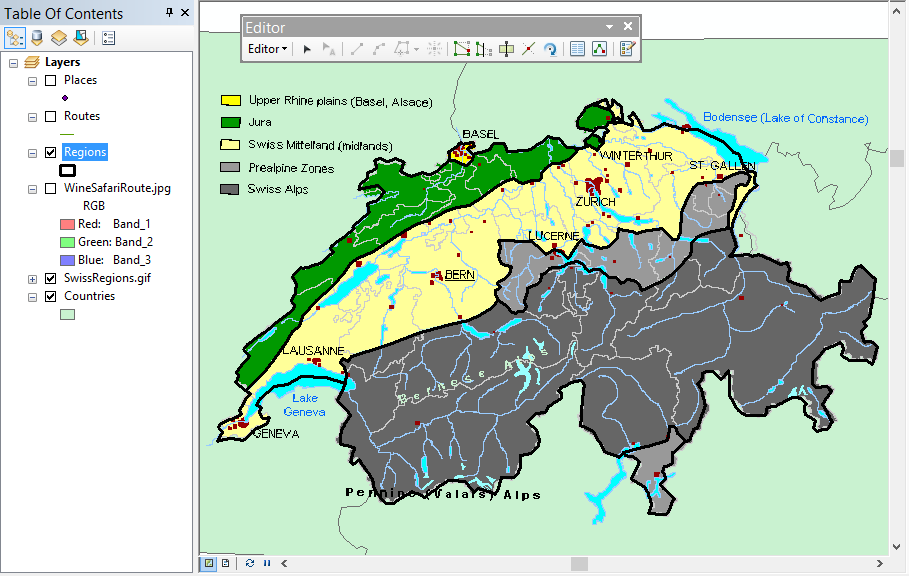 Table Of Contents
Layers
Places
Routes
Regions
WineSafariRoute.jpg
RGB
Red: Band_1
Green: Band_2
Blue: Band_3
SwissRegions.gif
Countries
Editor
Editor
Upper Rhine plains (Basel, Alsace)
Jura
Swiss Mittelland (midlands)
Prealpine Zones
Swiss Alps
BASEL
Bodensee (Lake of Constance)
WINTERTHUR
ST. GALLEN
ZURICH
LUCERNE
BERN
LAUSANNE
Bernese Alps
Lake
Geneva
GENEVA
Pennine (Valais) Alps